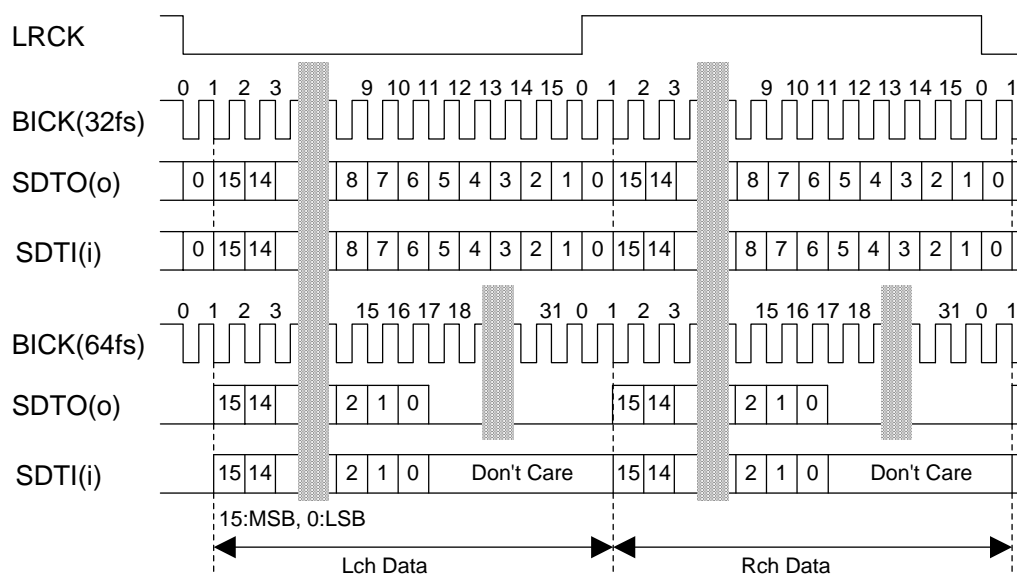 LRCK
0 1 2 3 9 10 11 12 13 14 15 0 1 2 3 9 10 11 12 13 14 15 0 1
BICK(32fs)
SDTO(o) 0 15 14 8 7 6 5 4 3 2 1 0 15 14 8 7 6 5 4 3 2 1 0
SDTI(i) 0 15 14 8 7 6 5 4 3 2 1 0 15 14 8 7 6 5 4 3 2 1 0
0 1 2 3 15 16 17 18 31 0 1 2 3 15 16 17 18 31 0 1
BICK(64fs)
SDTO(o) 15 14 2 1 0 15 14 2 1 0
SDTI(i) 15 14 2 1 0 Don't Care 15 14 2 1 0 Don't Care
15:MSB, 0:LSB
Lch Data Rch Data